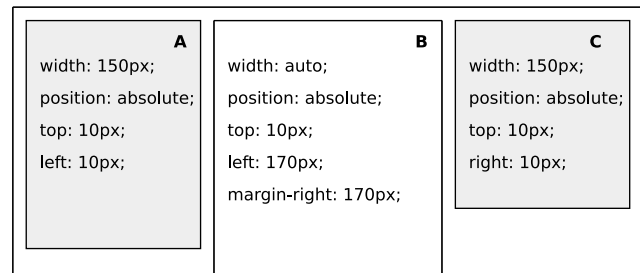 A
width: 150px;
position: absolute;
top: 10px;
left: 10px;
B
width: auto;
position: absolute;
top: 10px;
left: 170px;
margin-right: 170px;
C
width: 150px;
position: absolute;
top: 10px;
right: 10px;